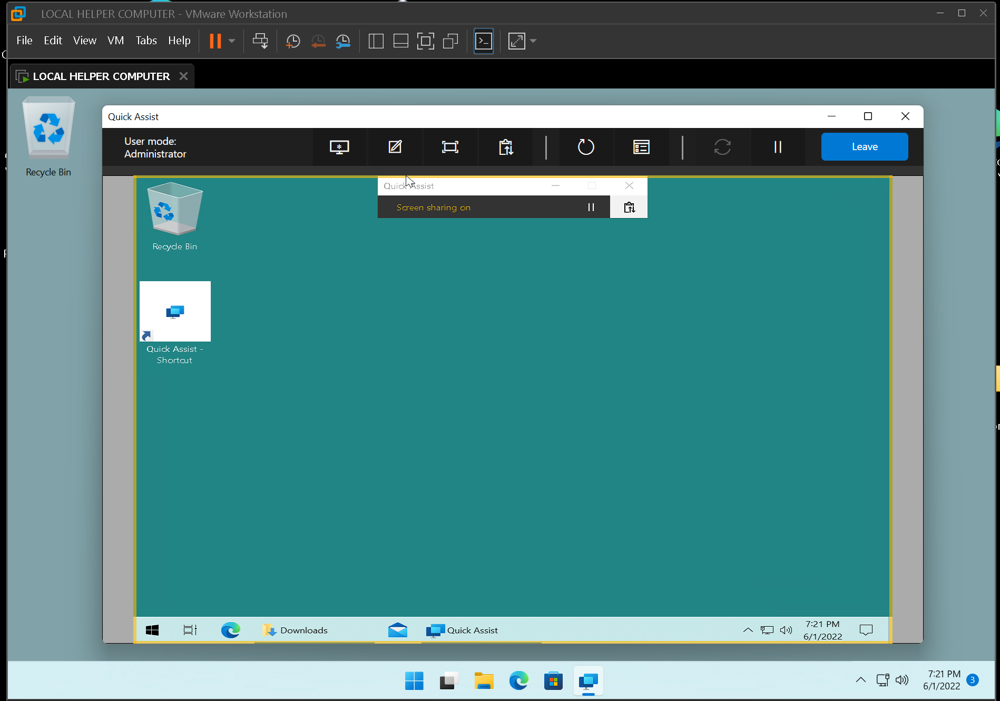 LOCAL HELPER COMPUTER - VMware Workstation
File Edit View VM Tabs Help
LOCAL HELPER COMPUTER
Recycle Bin
Quick Assist
User mode:
Administrator
Leave
Quick Assist
Screen sharing on
Recycle Bin
Quick Assist -
Shortcut
Downloads
Quick Assist
7:21 PM
6/1/2022
7:21 PM
6/1/2022
3